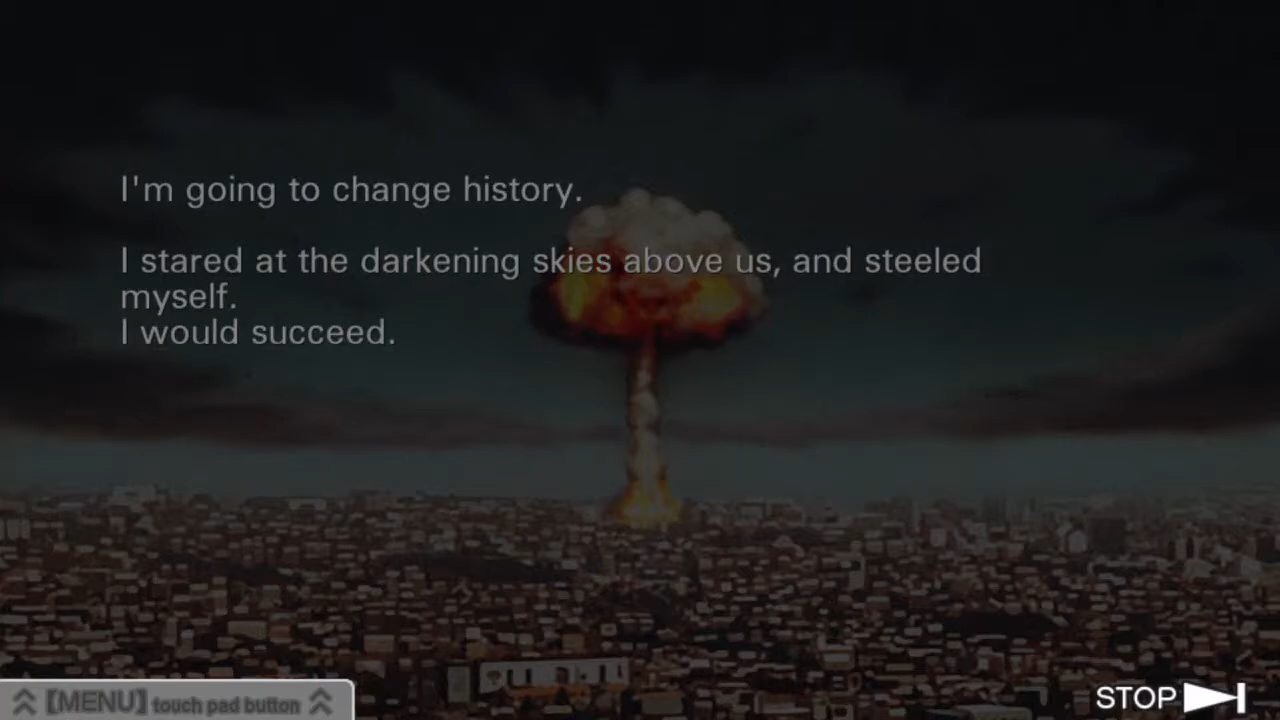 I'm going to change history.
I stared at the darkening skies above us, and steeled
myself.
I would succeed.
【MENU】touch pad button
STOP